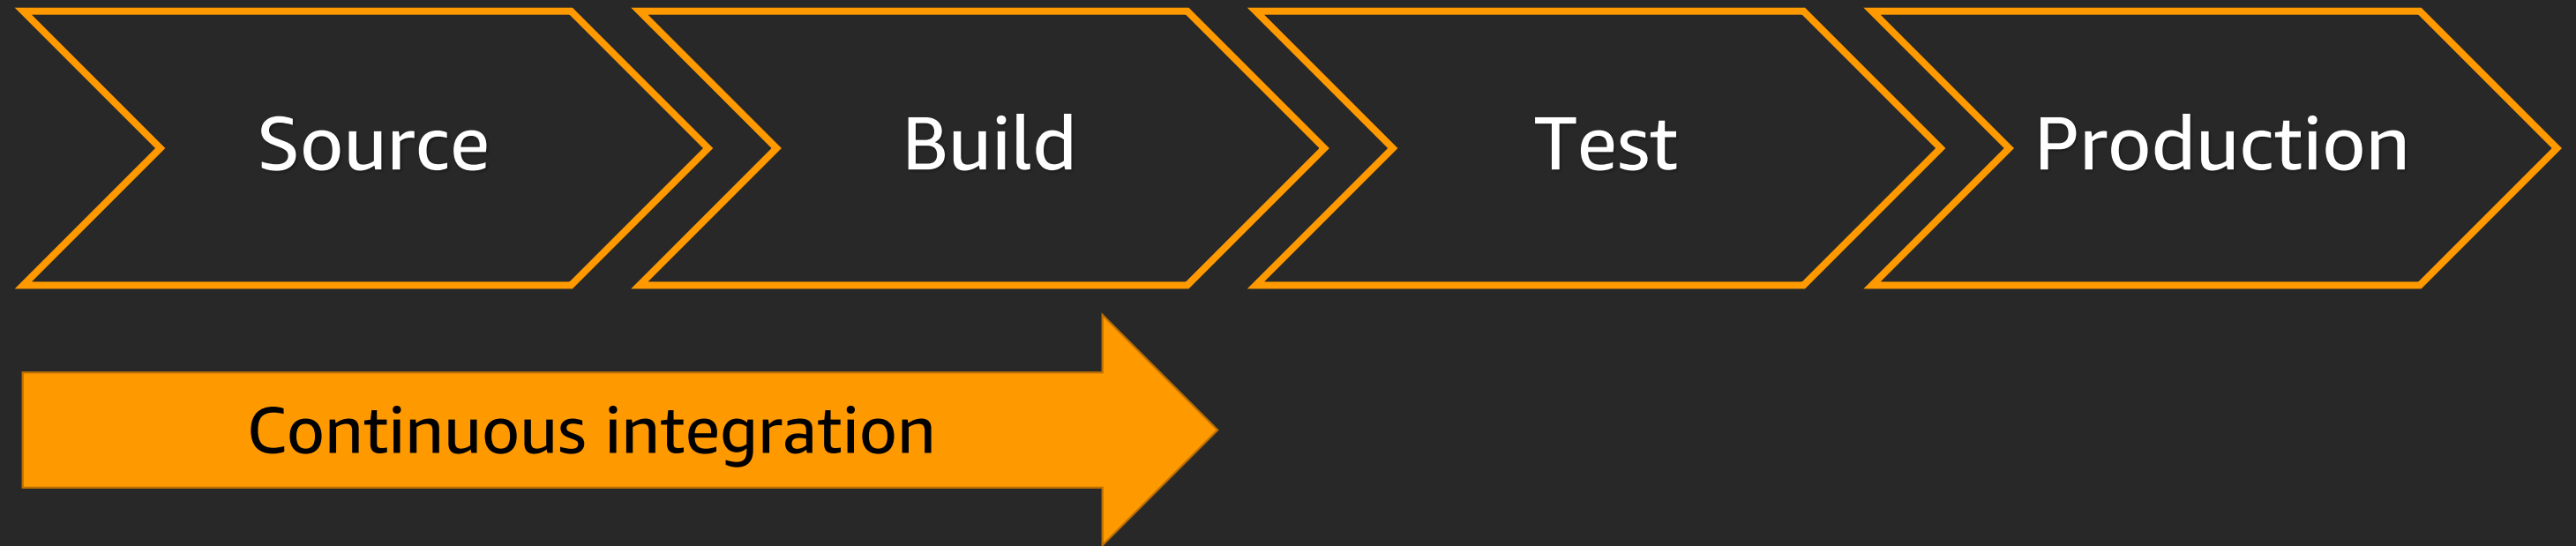 Source
Build
Test
Production
Continuous integration